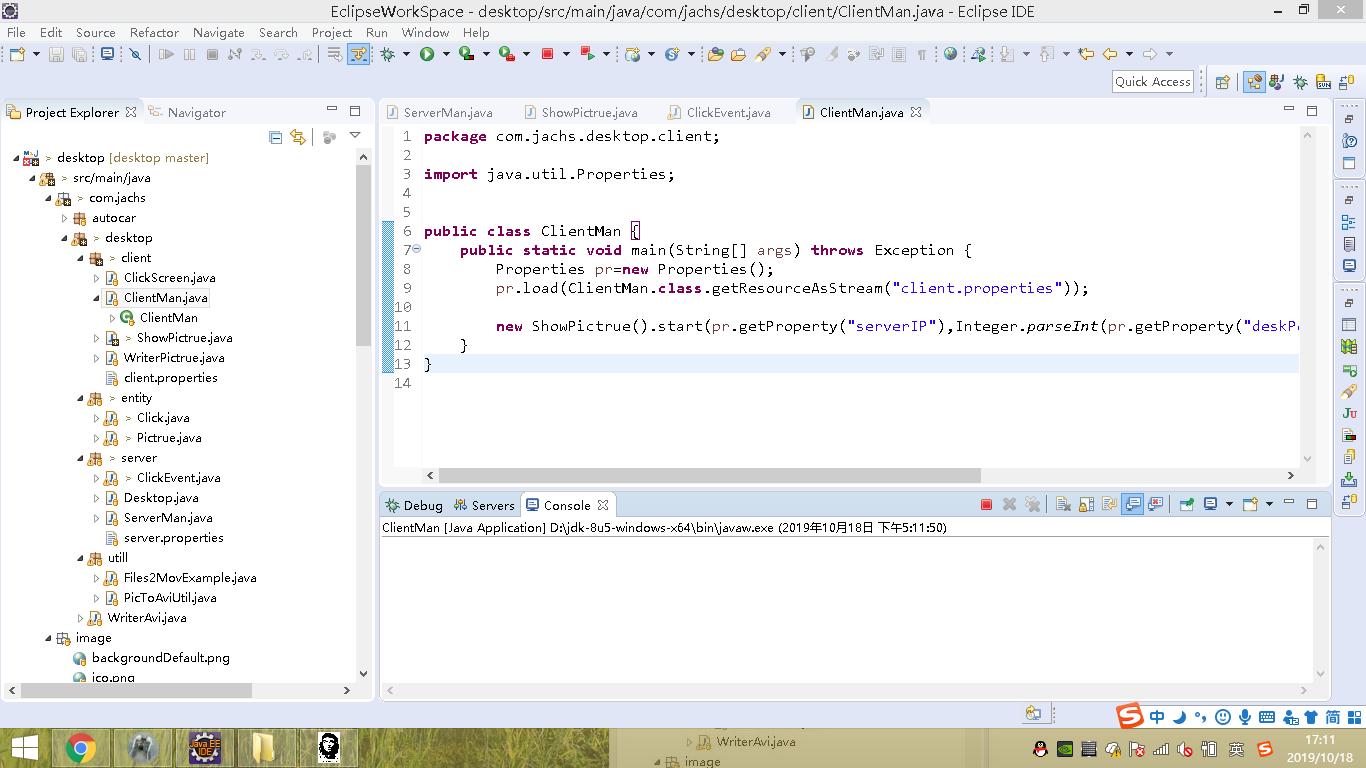 EclipseWorkSpace - desktop/src/main/java/com/jachs/desktop/client/ClientMan.java - Eclipse IDE
File Edit Source Refactor Navigate Search Project Run Window Help
Quick Access
Project Explorer Navigator
> desktop [desktop master]
> src/main/java
> com.jachs
autocar
> desktop
> client
ClickScreen.java
ClientMan.java
ClientMan
> ShowPictrue.java
WriterPictrue.java
client.properties
> entity
> Click.java
> Pictrue.java
> server
> ClickEvent.java
Desktop.java
ServerMan.java
server.properties
utill
Files2MovExample.java
PicToAviUtil.java
WriterAvi.java
image
backgroundDefault.png
ico.png
ServerMan.java ShowPictrue.java ClickEvent.java ClientMan.java
1 package com.jachs.desktop.client;
2
3 import java.util.Properties;
4
5
6 public class ClientMan {
7 public static void main(String[] args) throws Exception {
8 Properties pr=new Properties();
9 pr.load(ClientMan.class.getResourceAsStream("client.properties"));
10
11 new ShowPictrue().start(pr.getProperty("serverIP"),Integer.parseInt(pr.getProperty("deskP
12 }
13 }
14
Debug Servers Console
ClientMan [Java Application] D:\jdk-8u5-windows-x64\bin\javaw.exe (2019年10月18日 下午5:11:50)
Ju
S 中 简
Java EE
IDE
WriterAvi.java
image
英 S
17:11
2019/10/18